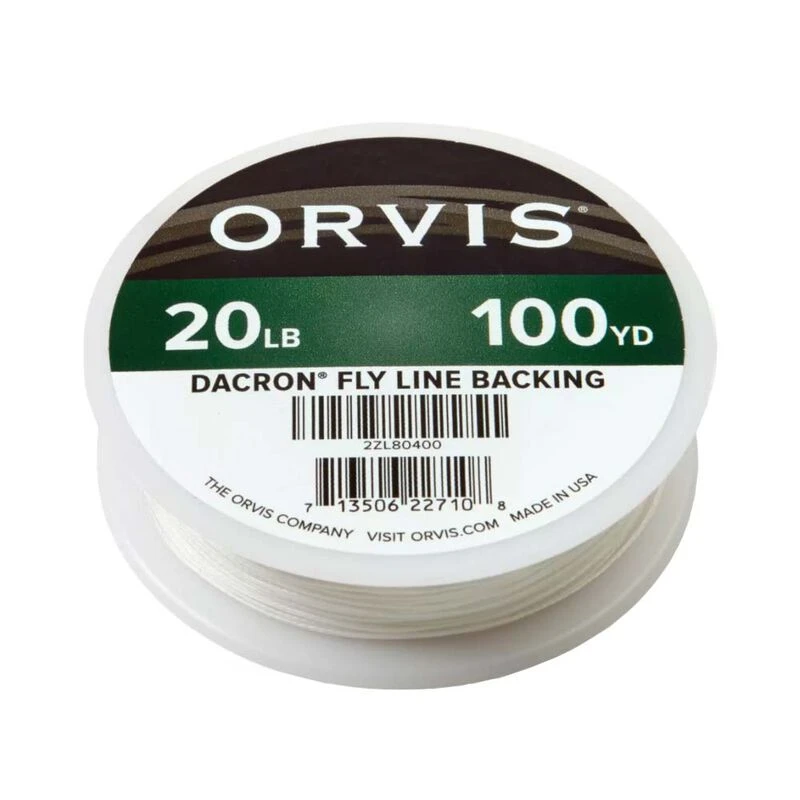 ORVIS®
20LB 100YD
DACRON® FLY LINE BACKING
2ZL80400
7 13506 22710 8
THE ORVIS COMPANY VISIT ORVIS.COM MADE IN USA